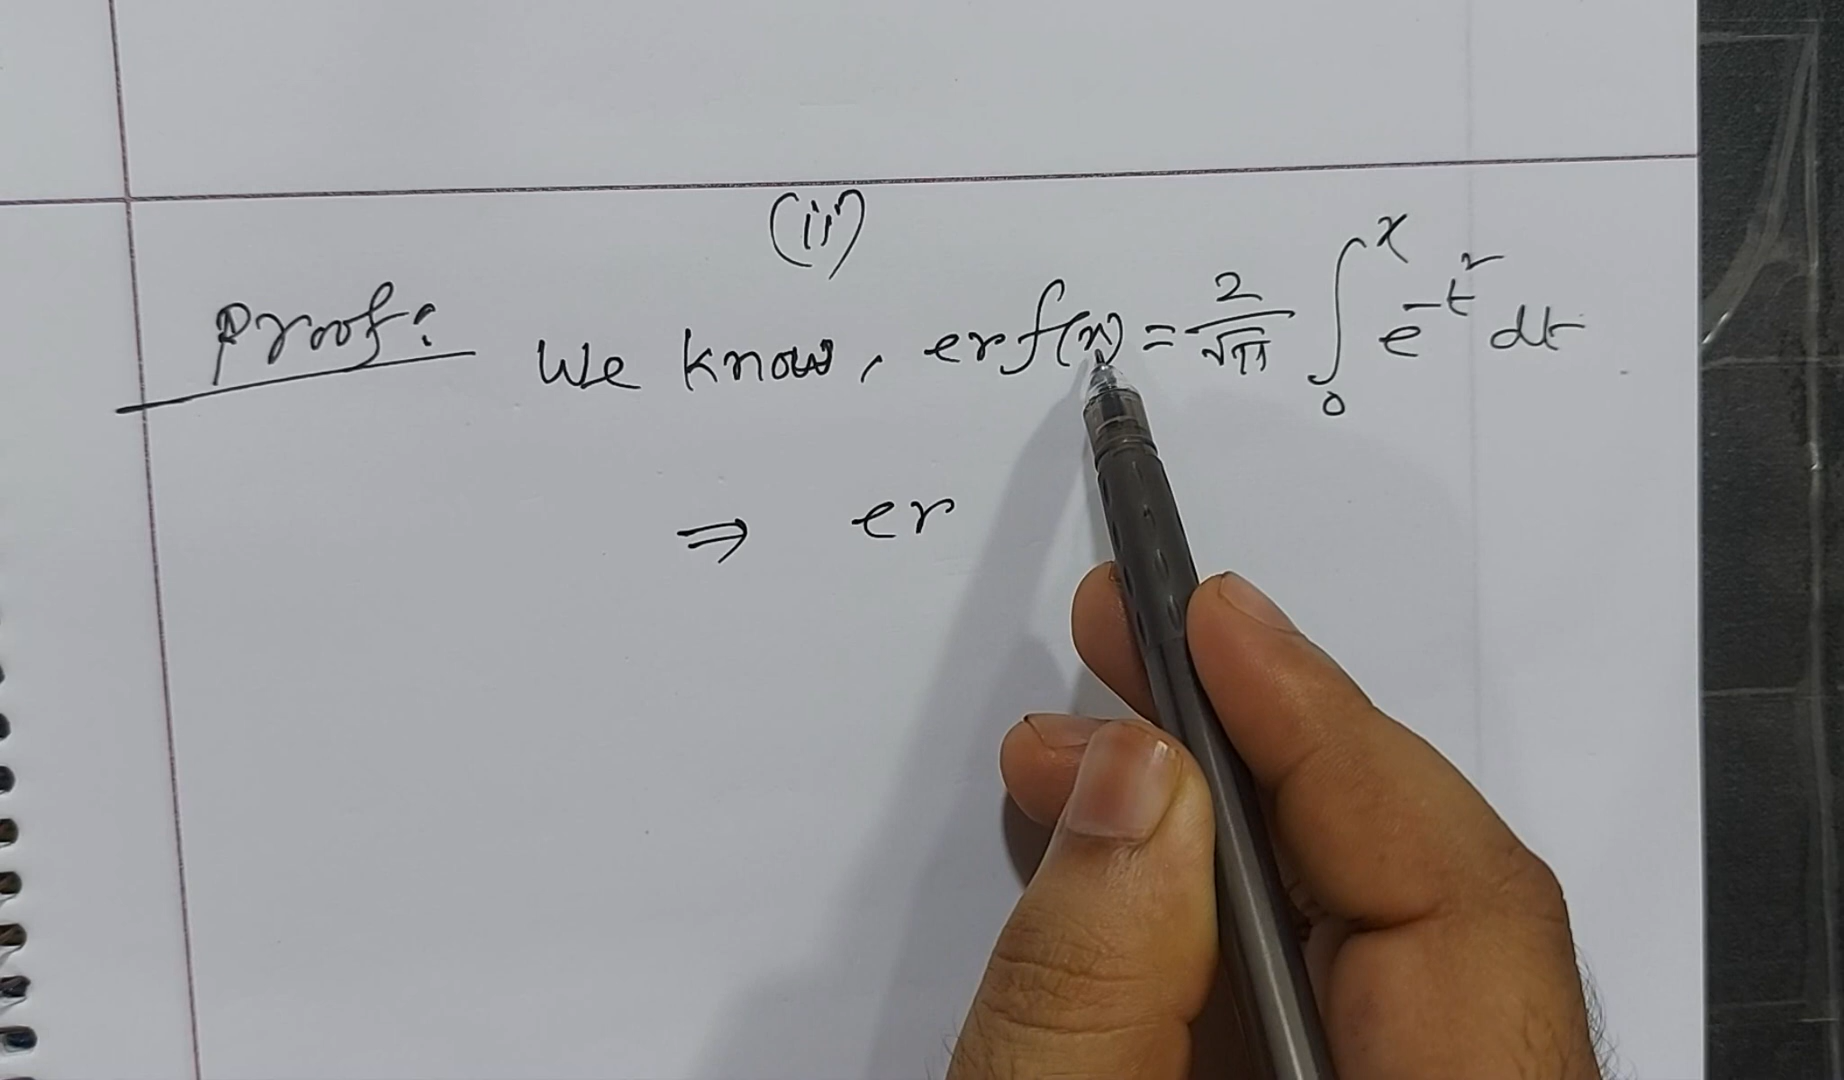 (ii)
Proof: We know, erf(x) = 2/√π ∫₀ˣ e^-t² dt
⇒ er